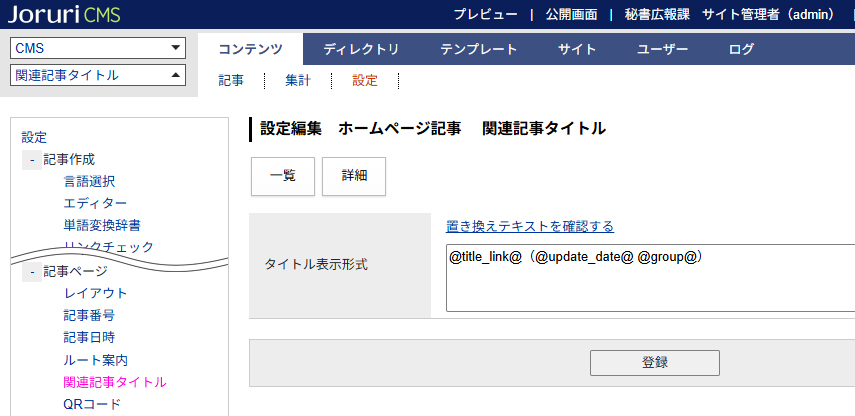 Joruri CMS
プレビュー | 公開画面 | 秘書広報課 サイト管理者（admin）
CMS
関連記事タイトル
コンテンツ ディレクトリ テンプレート サイト ユーザー ログ
記事 集計 設定
設定
- 記事作成
言語選択
エディター
単語変換辞書
リンクチェック
- 記事ページ
レイアウト
記事番号
記事日時
ルート案内
関連記事タイトル
QRコード
設定編集 ホームページ記事 関連記事タイトル
一覧 詳細
タイトル表示形式
置き換えテキストを確認する
@title_link@（@update_date@ @group@）
登録